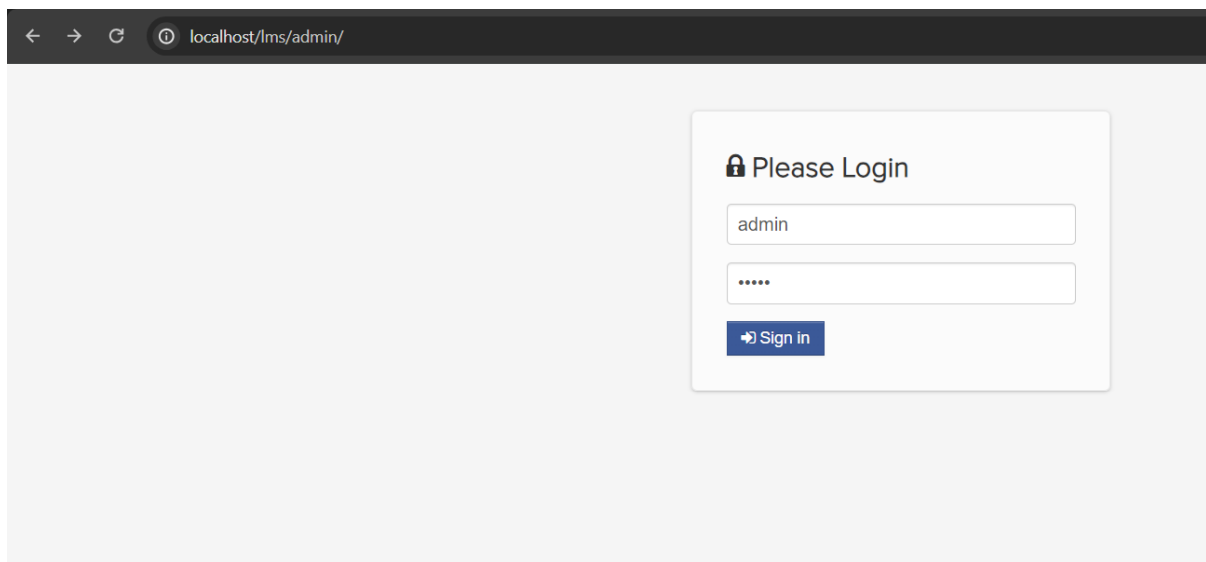 localhost/lms/admin/
Please Login
admin
•••••
Sign in